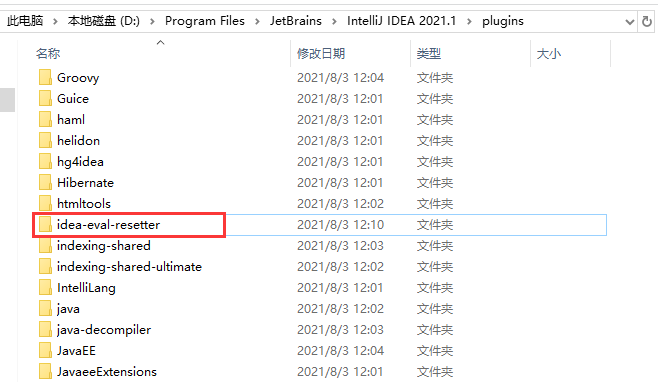 此电脑 > 本地磁盘 (D:) > Program Files > JetBrains > IntelliJ IDEA 2021.1 > plugins
名称 修改日期 类型 大小
Groovy 2021/8/3 12:04 文件夹
Guice 2021/8/3 12:01 文件夹
haml 2021/8/3 12:01 文件夹
helidon 2021/8/3 12:01 文件夹
hg4idea 2021/8/3 12:01 文件夹
Hibernate 2021/8/3 12:01 文件夹
htmltools 2021/8/3 12:02 文件夹
idea-eval-resetter 2021/8/3 12:10 文件夹
indexing-shared 2021/8/3 12:03 文件夹
indexing-shared-ultimate 2021/8/3 12:02 文件夹
IntelliLang 2021/8/3 12:01 文件夹
java 2021/8/3 12:02 文件夹
java-decompiler 2021/8/3 12:03 文件夹
JavaEE 2021/8/3 12:04 文件夹
JavaeeExtensions 2021/8/3 12:01 文件夹